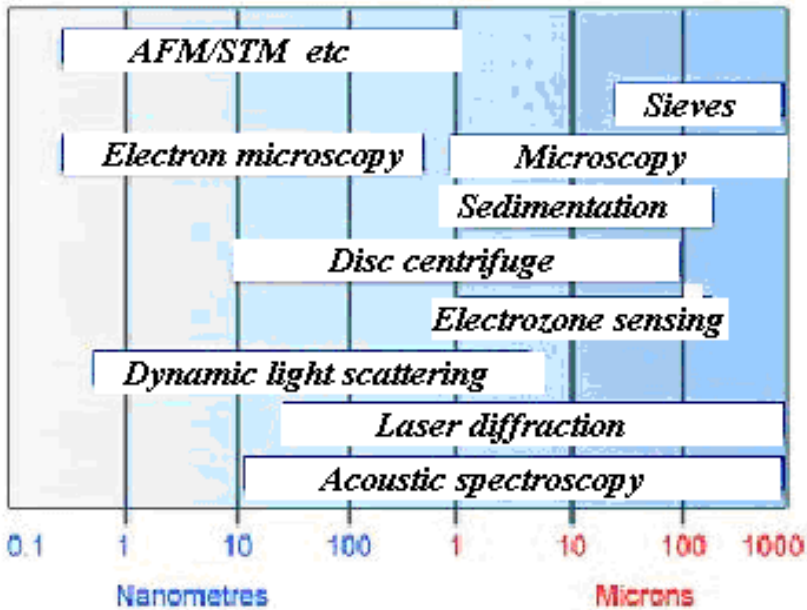 AFM/STM etc
Sieves
Electron microscopy
Microscopy
Sedimentation
Disc centrifuge
Electrozone sensing
Dynamic light scattering
Laser diffraction
Acoustic spectroscopy
0.1 1 10 100 1 10 100 1000
Nanometres Microns